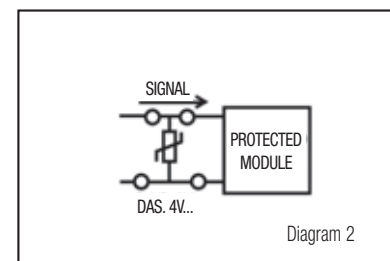 SIGNAL
PROTECTED
MODULE
DAS. 4V...
Diagram 2